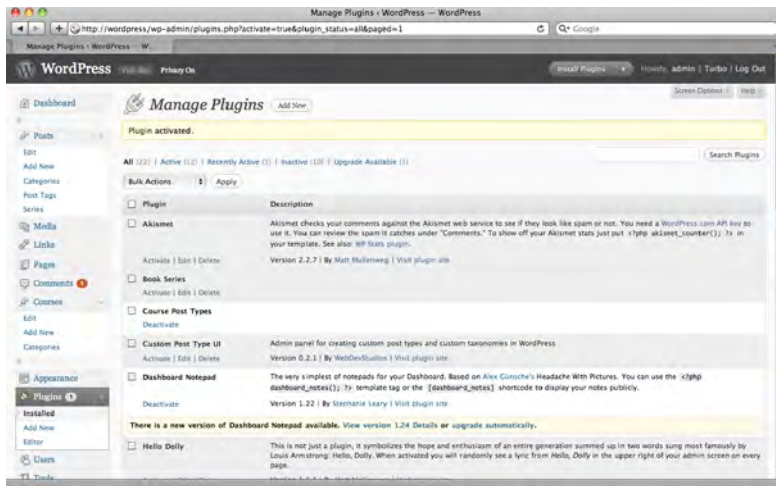 Manage Plugins ‹ WordPress — WordPress
http://wordpress/wp-admin/plugins.php?activate=true&plugin_status=all&paged=1
Google
Manage Plugins ‹ WordPress — W...
WordPress
Privacy On
Install Plugins
Howdy, admin | Turbo | Log Out
Screen Options
Help
Dashboard
Manage Plugins
Add New
Plugin activated.
Posts
Edit
Add New
Categories
Post Tags
Series
Media
Links
Pages
Comments 1
Courses
Edit
Add New
Categories
Appearance
Plugins 1
Installed
Add New
Editor
Users
Tools
All (22) | Active (12) | Recently Active (1) | Inactive (10) | Upgrade Available (1)
Search Plugins
Bulk Actions
Apply
Plugin Description
Akismet
Akismet checks your comments against the Akismet web service to see if they look like spam or not. You need a WordPress.com API key to
use it. You can review the spam it catches under "Comments." To show off your Akismet stats just put <?php akismet_counter(); ?> in
your template. See also: WP Stats plugin.
Activate | Edit | Delete
Version 2.2.7 | By Matt Mullenweg | Visit plugin site
Book Series
Activate | Edit | Delete
Course Post Types
Deactivate
Custom Post Type UI
Admin panel for creating custom post types and custom taxonomies in WordPress
Activate | Edit | Delete
Version 0.2.1 | By WebDevStudios | Visit plugin site
Dashboard Notepad
The very simplest of notepads for your Dashboard. Based on Alex Günsche's Headache With Pictures. You can use the <?php
dashboard_notes(); ?> template tag or the [dashboard_notes] shortcode to display your notes publicly.
Deactivate
Version 1.22 | By Stephanie Leary | Visit plugin site
There is a new version of Dashboard Notepad available. View version 1.24 Details or upgrade automatically.
Hello Dolly
This is not just a plugin, it symbolizes the hope and enthusiasm of an entire generation summed up in two words sung most famously by
Louis Armstrong: Hello, Dolly. When activated you will randomly see a lyric from Hello, Dolly in the upper right of your admin screen on every
page.